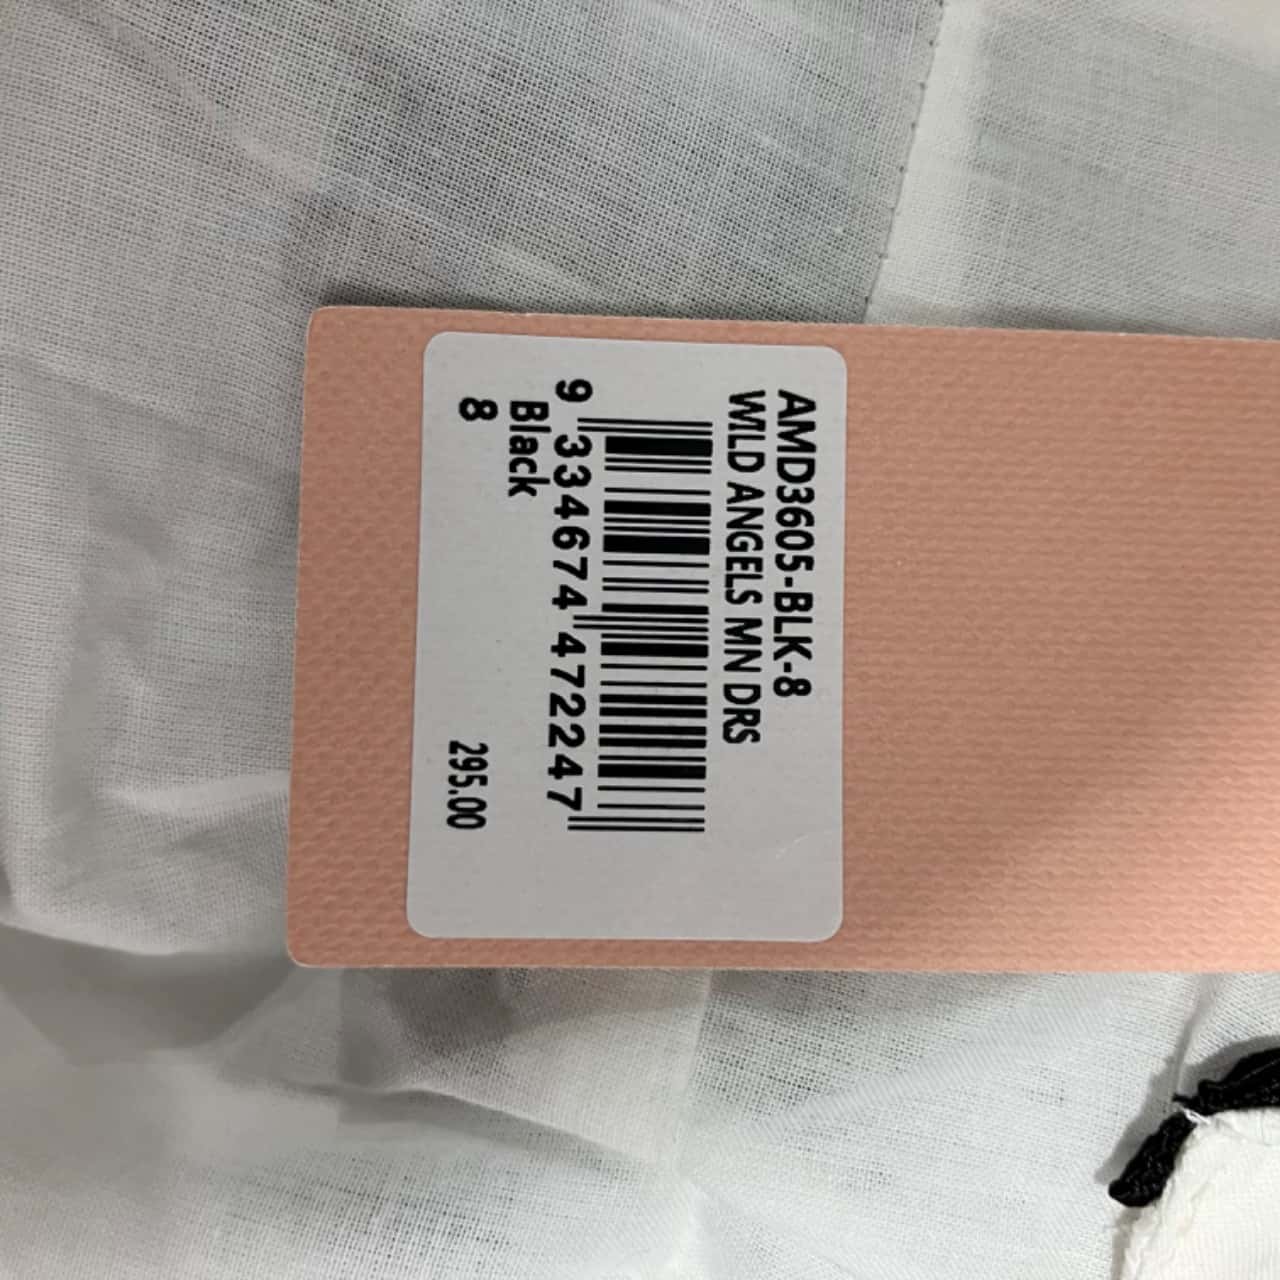 AMD3605-BLK-8
WILD ANGELS MN DRS
9 334674 472247
Black
8
295.00